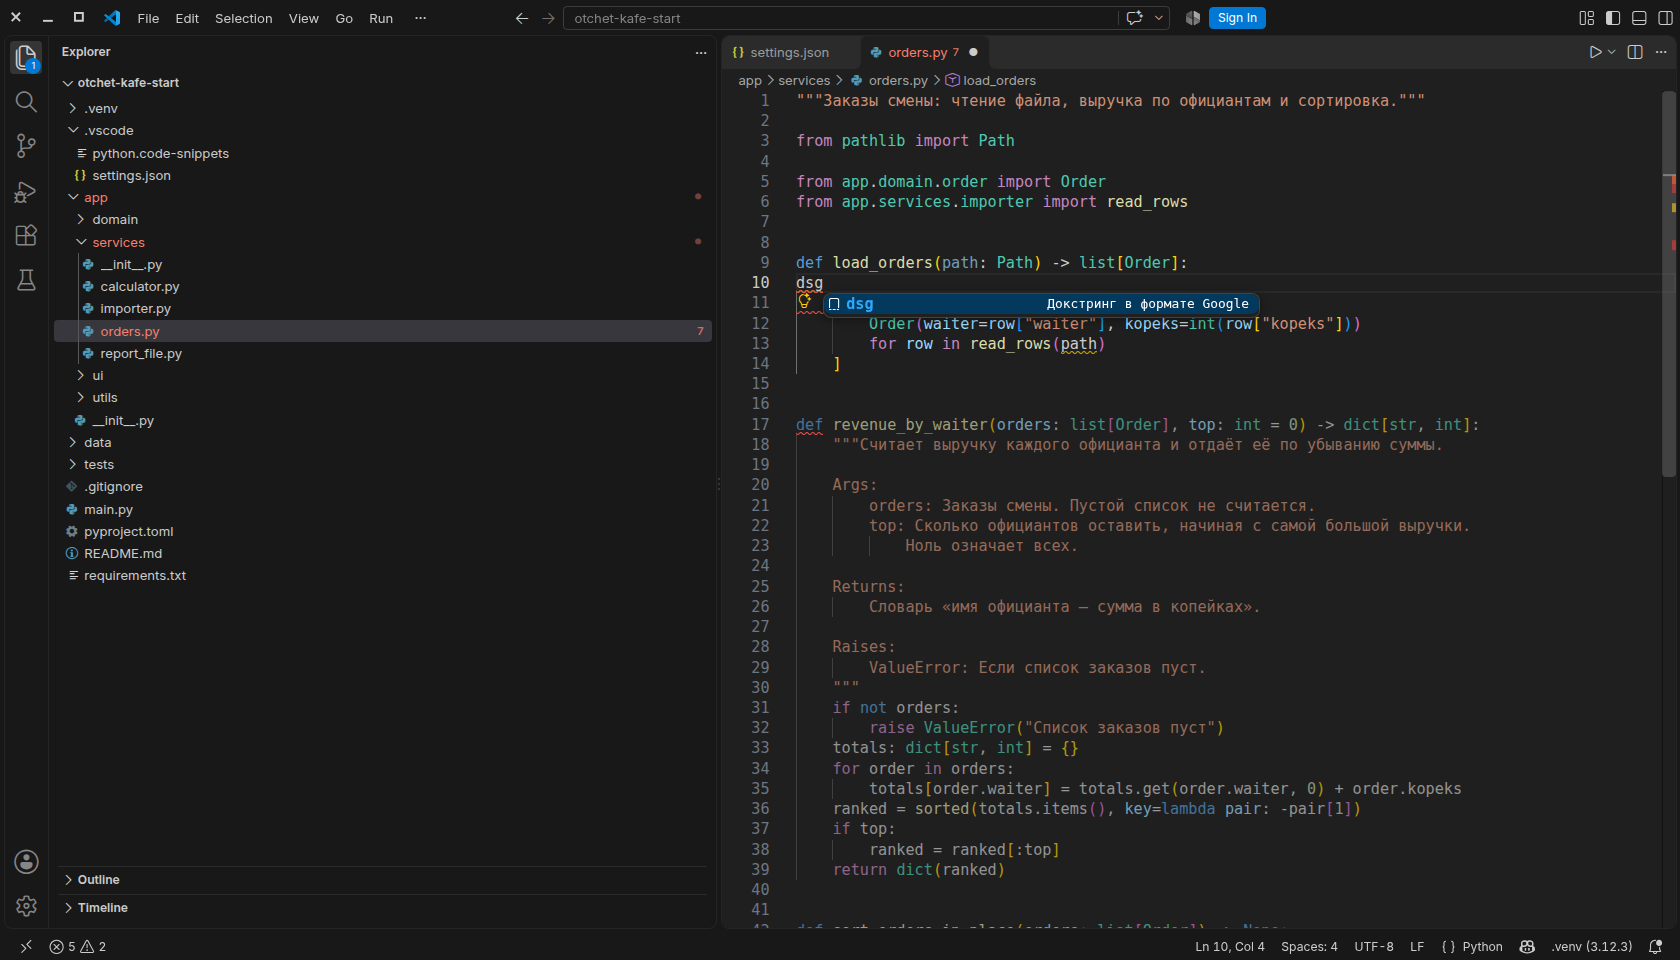 File Edit Selection View Go Run ···
otchet-kafe-start
Sign In
Explorer
1
otchet-kafe-start
.venv
.vscode
python.code-snippets
{} settings.json
app
domain
services
__init__.py
calculator.py
importer.py
orders.py 7
report_file.py
ui
utils
__init__.py
data
tests
.gitignore
main.py
pyproject.toml
README.md
requirements.txt
Outline
Timeline
{} settings.json
orders.py 7
app > services > orders.py > load_orders
1 """Заказы смены: чтение файла, выручка по официантам и сортировка."""
2
3 from pathlib import Path
4
5 from app.domain.order import Order
6 from app.services.importer import read_rows
7
8
9 def load_orders(path: Path) -> list[Order]:
10 dsg
11 dsg Докстринг в формате Google
12 Order(waiter=row["waiter"], kopeks=int(row["kopeks"]))
13 for row in read_rows(path)
14 ]
15
16
17 def revenue_by_waiter(orders: list[Order], top: int = 0) -> dict[str, int]:
18 """Считает выручку каждого официанта и отдаёт её по убыванию суммы.
19
20 Args:
21 orders: Заказы смены. Пустой список не считается.
22 top: Сколько официантов оставить, начиная с самой большой выручки.
23 Ноль означает всех.
24
25 Returns:
26 Словарь «имя официанта — сумма в копейках».
27
28 Raises:
29 ValueError: Если список заказов пуст.
30 """
31 if not orders:
32 raise ValueError("Список заказов пуст")
33 totals: dict[str, int] = {}
34 for order in orders:
35 totals[order.waiter] = totals.get(order.waiter, 0) + order.kopeks
36 ranked = sorted(totals.items(), key=lambda pair: -pair[1])
37 if top:
38 ranked = ranked[:top]
39 return dict(ranked)
40
41
5 2
Ln 10, Col 4 Spaces: 4 UTF-8 LF {} Python .venv (3.12.3)